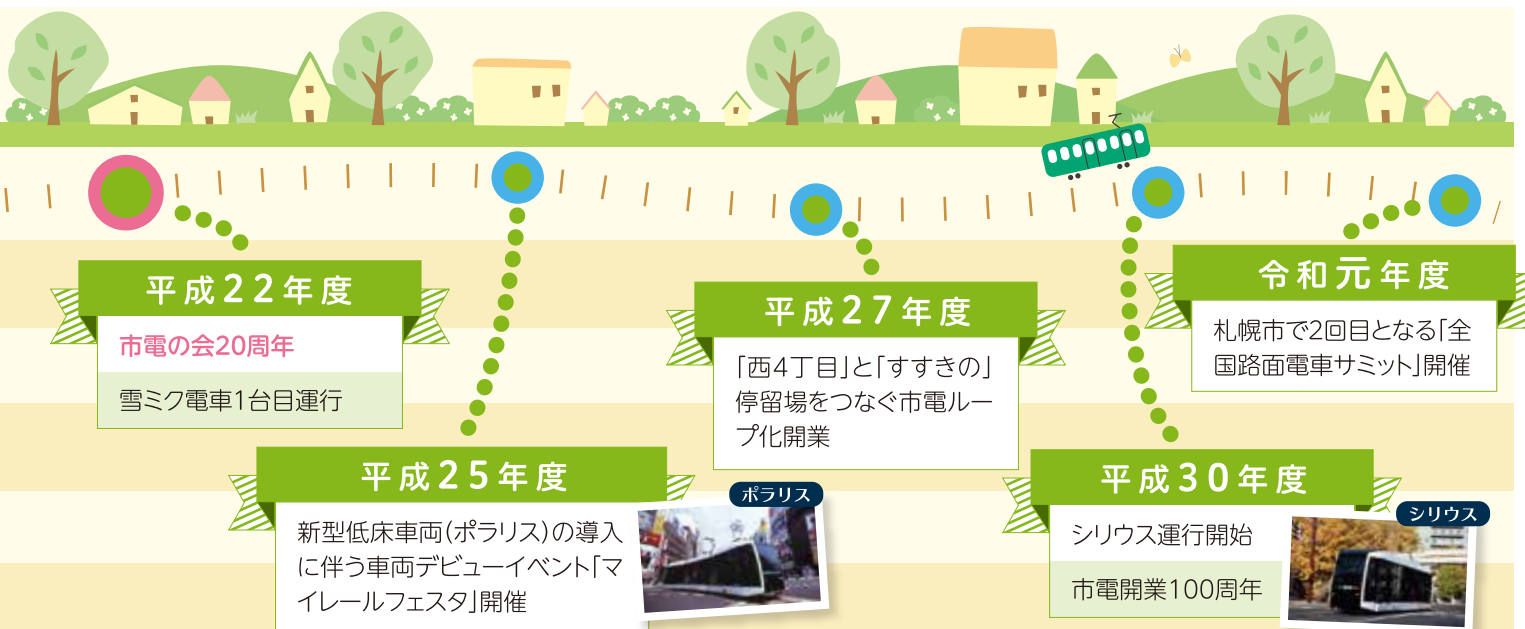 平成22年度
市電の会20周年
雪ミク電車1台目運行
平成25年度
新型低床車両(ポラリス)の導入
に伴う車両デビューイベント「マ
イレールフェスタ」開催
ポラリス
平成27年度
「西4丁目」と「すすきの」
停留場をつなぐ市電ルー
プ化開業
平成30年度
シリウス運行開始
市電開業100周年
シリウス
令和元年度
札幌市で2回目となる「全
国路面電車サミット」開催